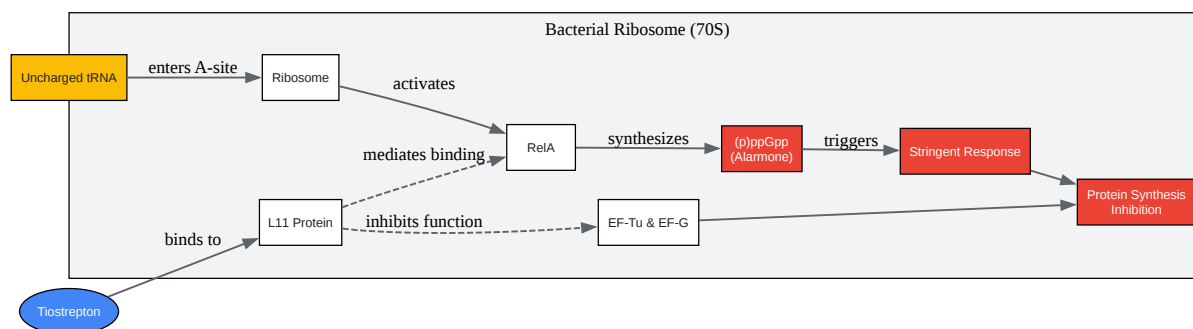 Bacterial Ribosome (70S)
Uncharged tRNA
enters A-site
Ribosome
activates
RelA
synthesizes
(p)ppGpp
(Alarmone)
triggers
Stringent Response
mediates binding
L11 Protein
inhibits function
EF-Tu & EF-G
Protein Synthesis
Inhibition
binds to
Tiostrepton